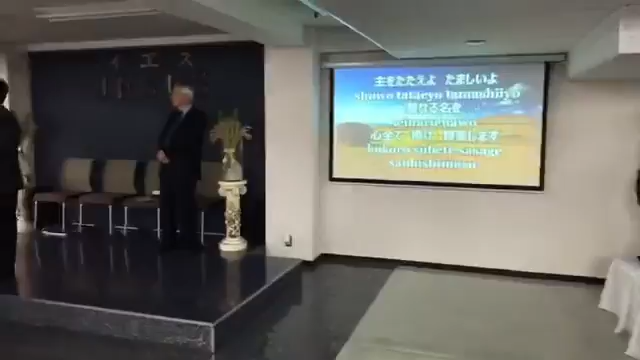 イエス
主をたたえよ たましいよ
shuwo tataeyo tamashiiyo
聖なる名を
seinaru nawo
心全て 捧げ 賛美します
kokoro subete sasage
sanbishimasu